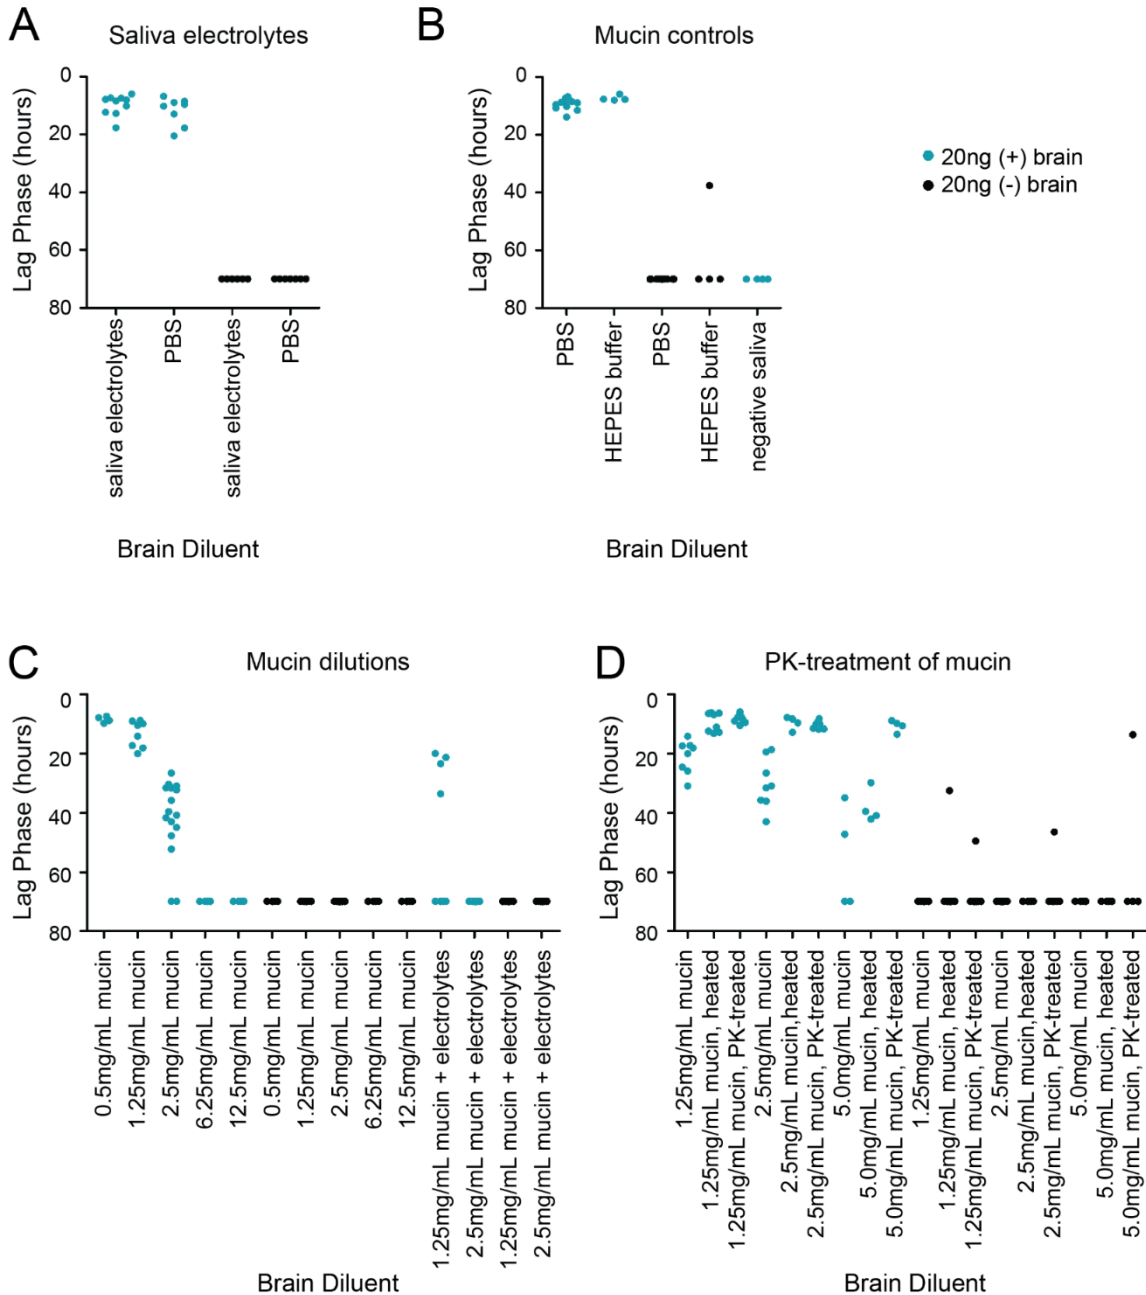 A
Saliva electrolytes
0
20
40
60
80
Lag Phase (hours)
saliva electrolytes
PBS
saliva electrolytes
PBS
Brain Diluent
B
Mucin controls
0
20
40
60
80
Lag Phase (hours)
PBS
HEPES buffer
PBS
HEPES buffer
negative saliva
Brain Diluent
20ng (+) brain
20ng (-) brain
C
Mucin dilutions
0
20
40
60
80
Lag Phase (hours)
0.5mg/mL mucin
1.25mg/mL mucin
2.5mg/mL mucin
6.25mg/mL mucin
12.5mg/mL mucin
0.5mg/mL mucin
1.25mg/mL mucin
2.5mg/mL mucin
6.25mg/mL mucin
12.5mg/mL mucin
1.25mg/mL mucin + electrolytes
2.5mg/mL mucin + electrolytes
1.25mg/mL mucin + electrolytes
2.5mg/mL mucin + electrolytes
Brain Diluent
D
PK-treatment of mucin
0
20
40
60
80
Lag Phase (hours)
1.25mg/mL mucin
1.25mg/mL mucin, heated
1.25mg/mL mucin, PK-treated
2.5mg/mL mucin
2.5mg/mL mucin,heated
2.5mg/mL mucin, PK-treated
5.0mg/mL mucin
5.0mg/mL mucin, heated
5.0mg/mL mucin, PK-treated
1.25mg/mL mucin
1.25mg/mL mucin, heated
1.25mg/mL mucin, PK-treated
2.5mg/mL mucin
2.5mg/mL mucin,heated
2.5mg/mL mucin, PK-treated
5.0mg/mL mucin
5.0mg/mL mucin, heated
5.0mg/mL mucin, PK-treated
Brain Diluent